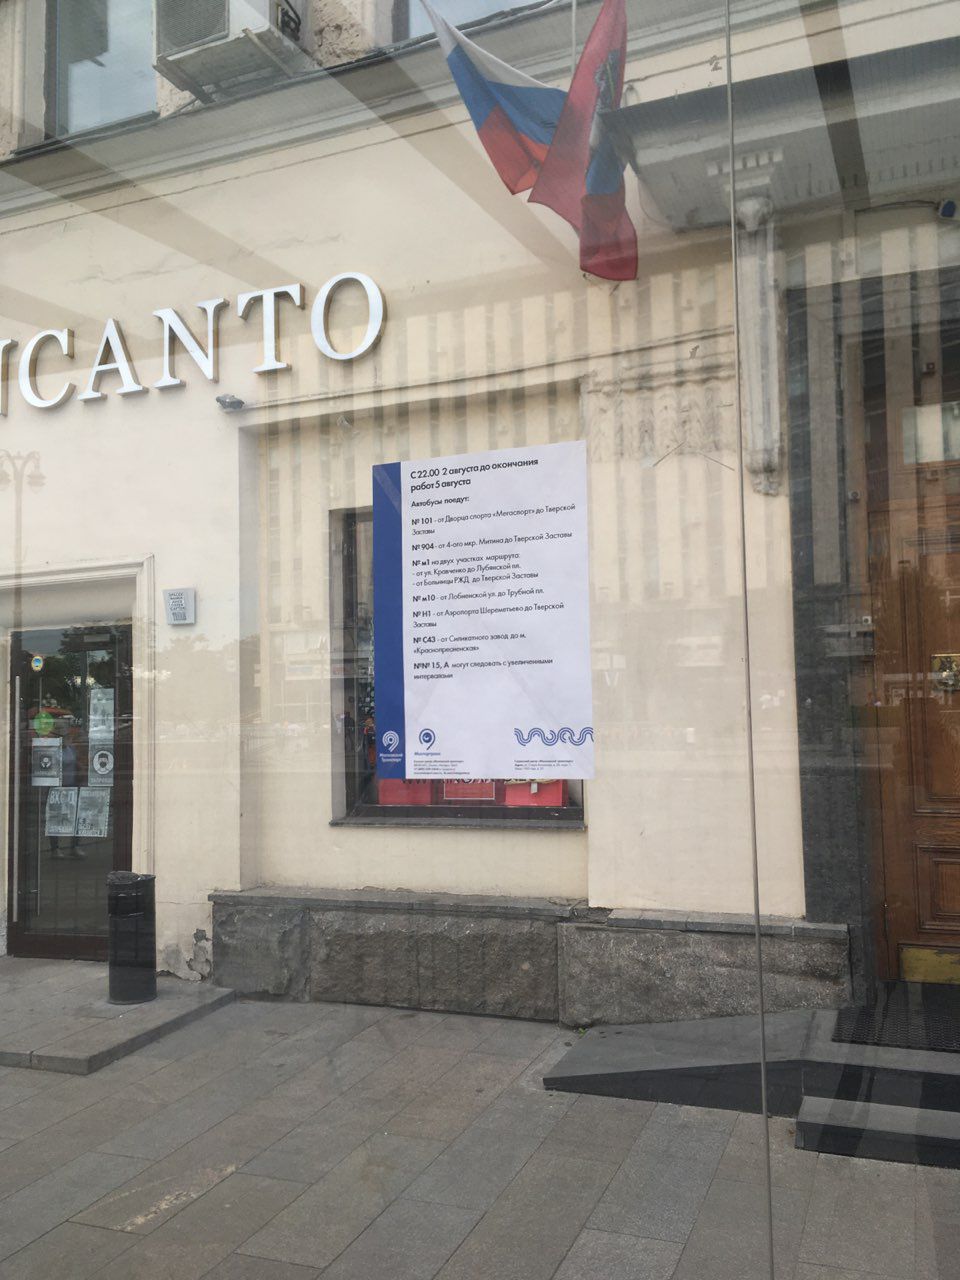 NCANTO
С 22.00 2 августа до окончания
работ 5 августа
Автобусы поедут:
№ 101 - от Дворца спорта «Мегаспорт» до Тверской
Заставы
№ 904 - от 4-ого мкр. Митина до Тверской Заставы
№ м1 на двух участках маршрута:
- от ул. Кравченко до Лубянской пл.
- от Больницы РЖД до Тверской Заставы
№ м10 - от Лобненской ул. до Трубной пл.
№ Н1 - от Аэропорта Шереметьево до Тверской
Заставы
№ С43 - от Силикатного завод до м.
«Краснопресненская»
№№ 15, А могут следовать с увеличенными
интервалами
Московский
Транспорт
Мосгортранс
ВХОД